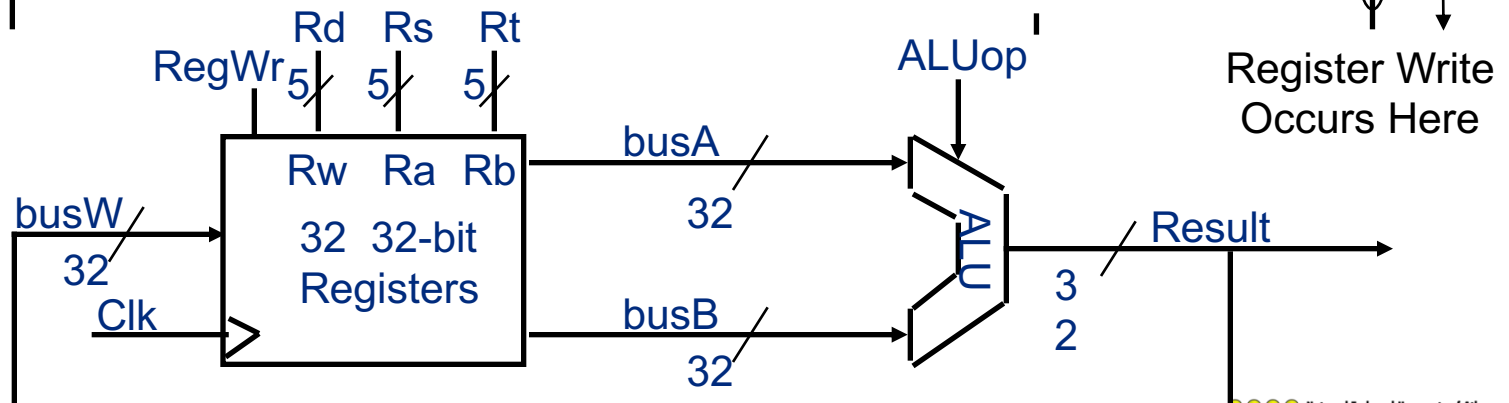 Rd Rs Rt
RegWr 5 5 5
ALUop
Register Write
Occurs Here
Rw Ra Rb
busA
32
busW
32
32 32-bit
Registers
ALU
Result
3
2
Clk
busB
32